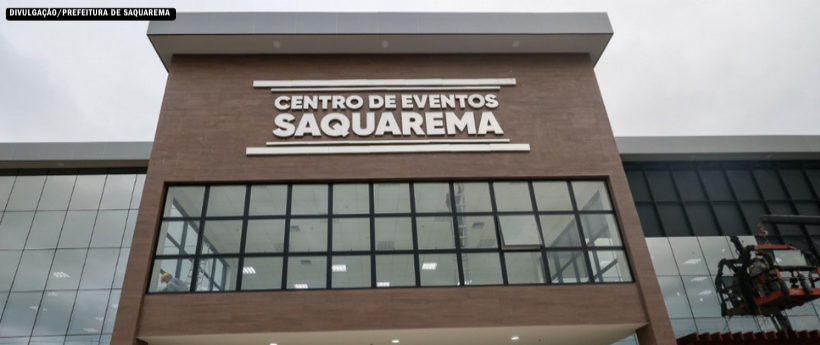 DIVULGAÇÃO/PREFEITURA DE SAQUAREMA
CENTRO DE EVENTOS
SAQUAREMA